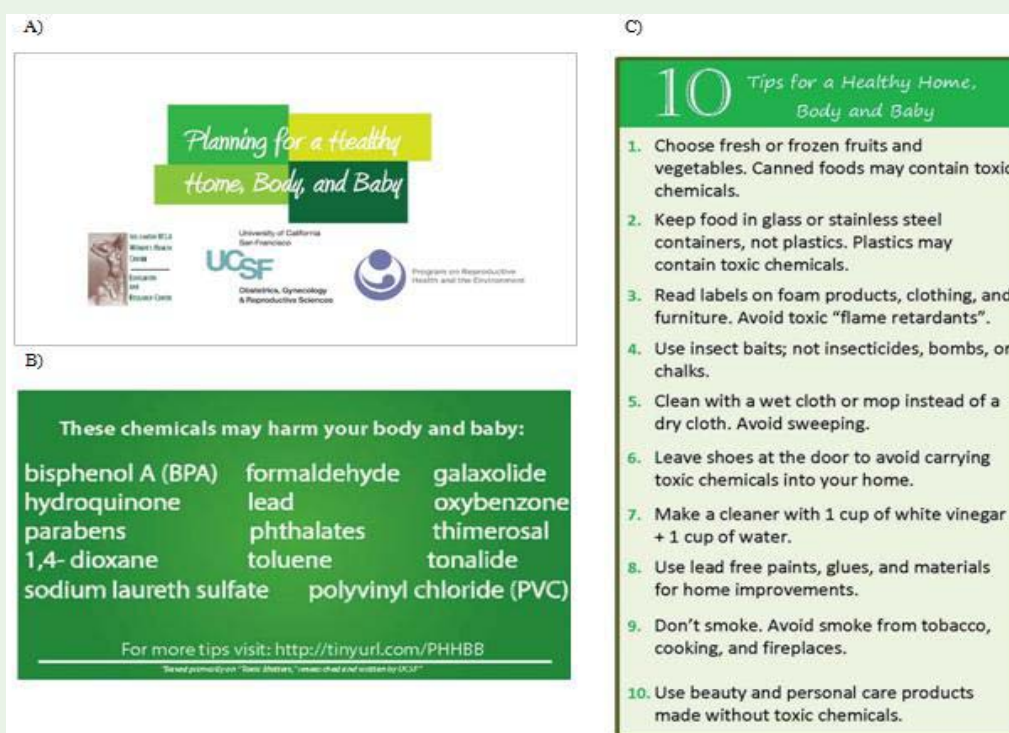 A)
Planning for a Healthy
Home, Body, and Baby
University of California
San Francisco
UCSF
Obstetrics, Gynecology
& Reproductive Sciences
Program on Reproductive
Health and the Environment
B)
These chemicals may harm your body and baby:
bisphenol A (BPA) formaldehyde galaxolide
hydroquinone lead oxybenzone
parabens phthalates thimerosal
1,4- dioxane toluene tonalide
sodium laureth sulfate polyvinyl chloride (PVC)
For more tips visit: http://tinyurl.com/PHHBB
"Based primarily on "Toxic Matters," researched and written by UCSF"
C)
10 Tips for a Healthy Home,
Body and Baby
1. Choose fresh or frozen fruits and
vegetables. Canned foods may contain toxic
chemicals.
2. Keep food in glass or stainless steel
containers, not plastics. Plastics may
contain toxic chemicals.
3. Read labels on foam products, clothing, and
furniture. Avoid toxic “flame retardants”.
4. Use insect baits; not insecticides, bombs, or
chalks.
5. Clean with a wet cloth or mop instead of a
dry cloth. Avoid sweeping.
6. Leave shoes at the door to avoid carrying
toxic chemicals into your home.
7. Make a cleaner with 1 cup of white vinegar
+ 1 cup of water.
8. Use lead free paints, glues, and materials
for home improvements.
9. Don’t smoke. Avoid smoke from tobacco,
cooking, and fireplaces.
10. Use beauty and personal care products
made without toxic chemicals.